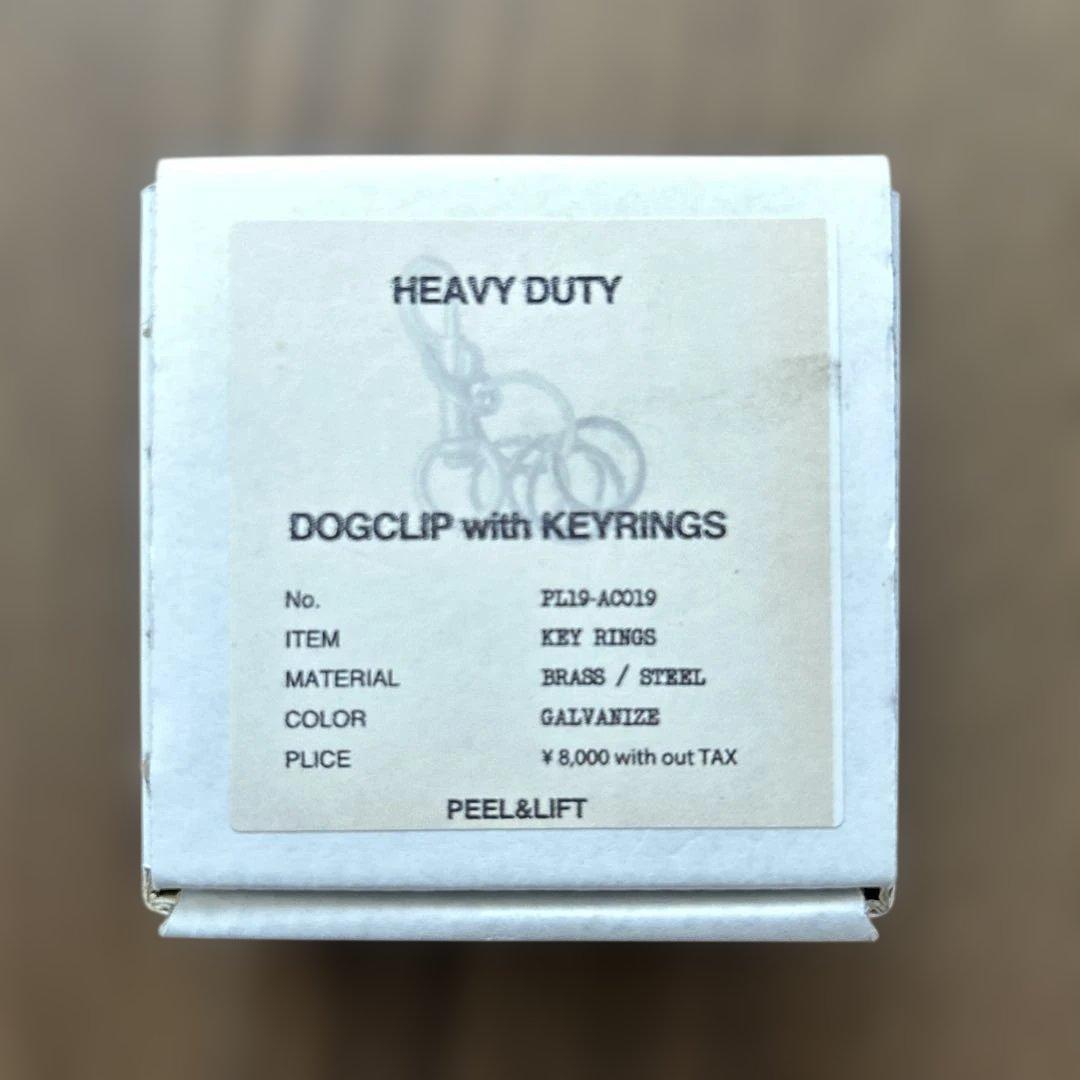 HEAVY DUTY
DOGCLIP with KEYRINGS
No. PL19-AC019
ITEM KEY RINGS
MATERIAL BRASS / STEEL
COLOR GALVANIZE
PLICE ¥ 8,000 with out TAX
PEEL&LIFT